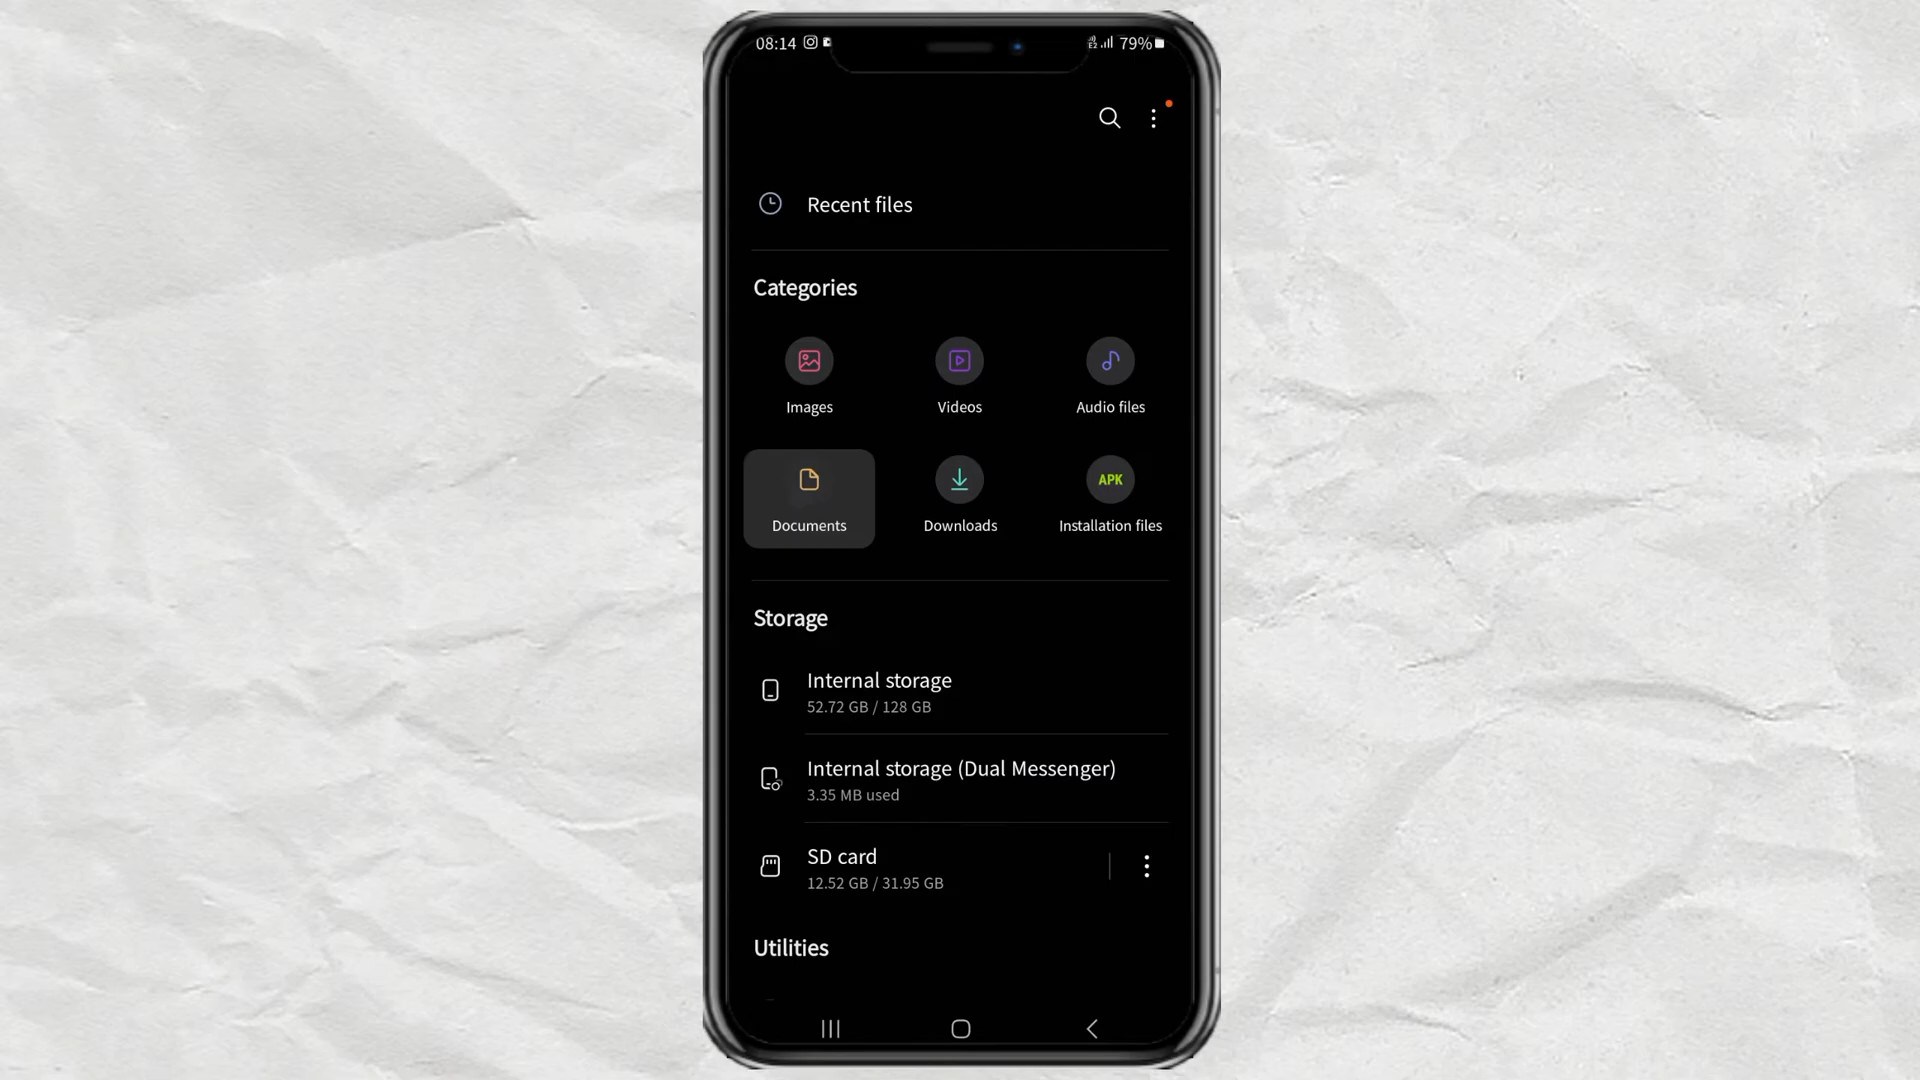 08:14
79%
Recent files
Categories
Images
Videos
Audio files
Documents
Downloads
APK
Installation files
Storage
Internal storage
52.72 GB / 128 GB
Internal storage (Dual Messenger)
3.35 MB used
SD card
12.52 GB / 31.95 GB
Utilities